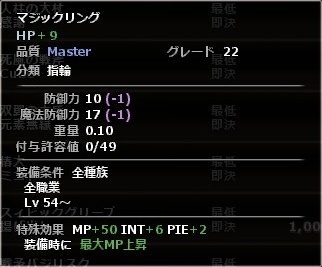 マジックリング
HP+ 9
品質 Master グレード 22
分類 指輪
防御力 10 (-1)
魔法防御力 17 (-1)
重量 0.10
付与許容値 0/49
装備条件 全種族
全職業
Lv 54～
特殊効果 MP+50 INT+6 PIE+2
装備時に 最大MP上昇